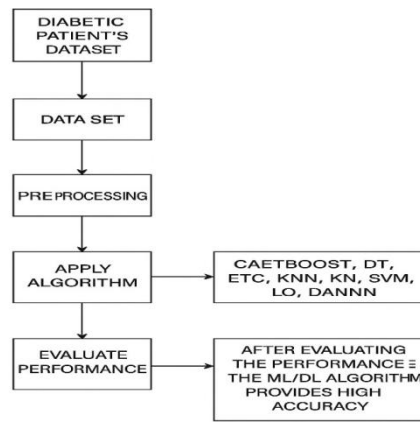 DIABETIC
PATIENT'S
DATASET
DATA SET
PREPROCESSING
APPLY
ALGORITHM
CAETBOOST, DT,
ETC, KNN, KN, SVM,
LO, DANNN
EVALUATE
PERFORMANCE
AFTER EVALUATING
THE PERFORMANCE
THE ML/DL ALGORITHM
PROVIDES HIGH
ACCURACY